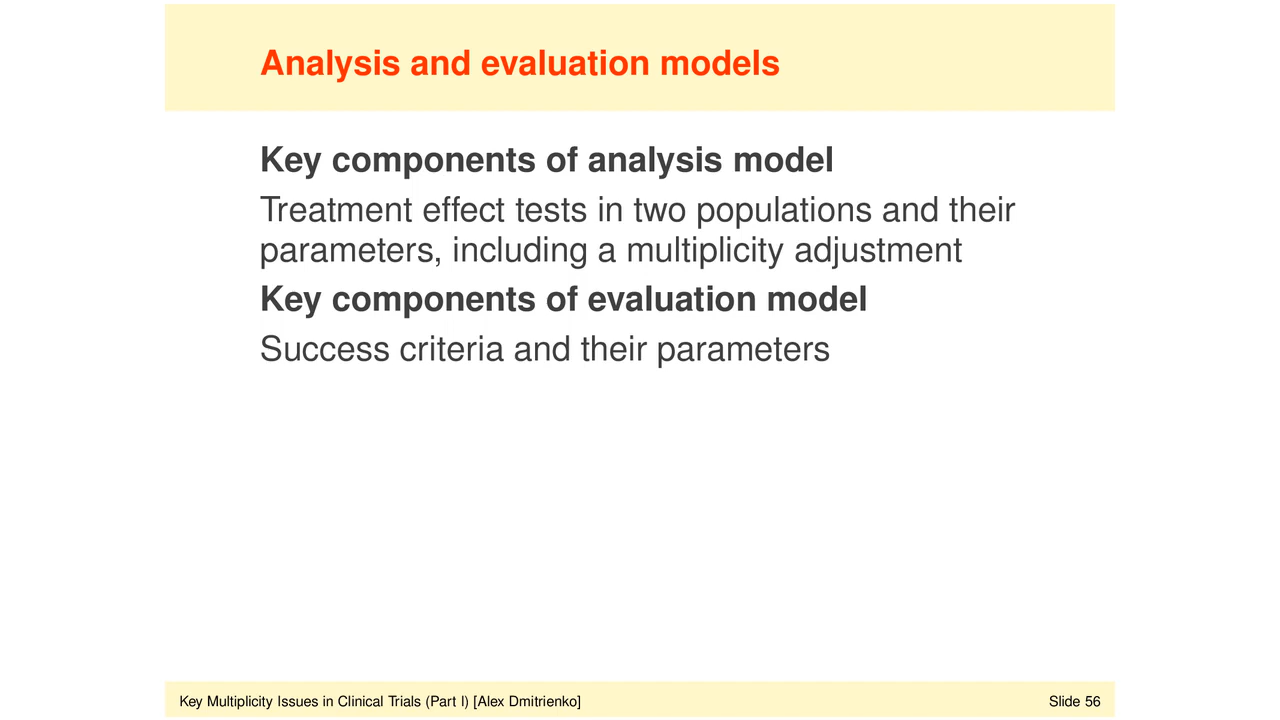 Analysis and evaluation models
Key components of analysis model
Treatment effect tests in two populations and their
parameters, including a multiplicity adjustment
Key components of evaluation model
Success criteria and their parameters
Key Multiplicity Issues in Clinical Trials (Part I) [Alex Dmitrienko]
Slide 56